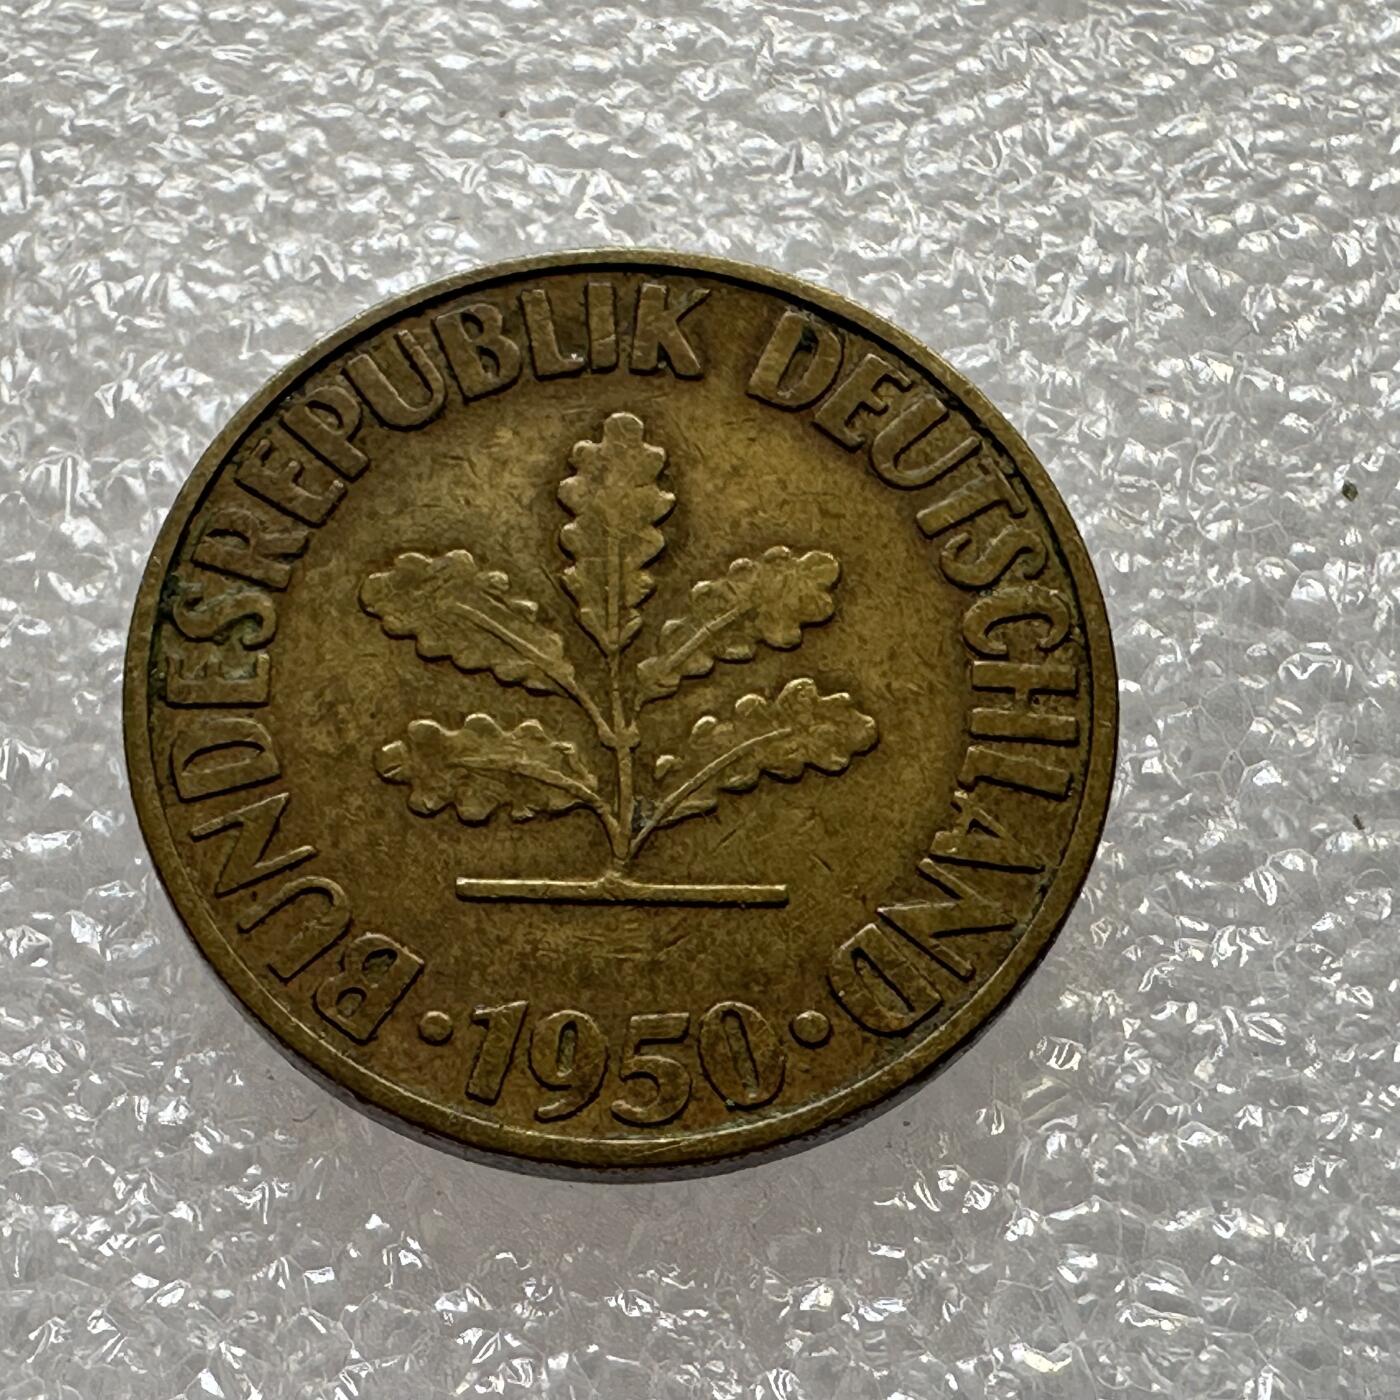 BUNDESREPUBLIK DEUTSCHLAND
· 1950 ·